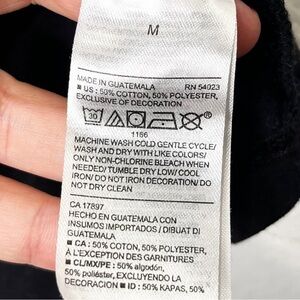 M
MADE IN GUATEMALA RN 54023
■ US : 50% COTTON, 50% POLYESTER,
EXCLUSIVE OF DECORATION
30
1166
MACHINE WASH COLD GENTLE CYCLE/
WASH AND DRY WITH LIKE COLORS/
ONLY NON-CHLORINE BLEACH WHEN
NEEDED/ TUMBLE DRY LOW/ COOL
IRON/ DO NOT IRON DECORATION/ DO
NOT DRY CLEAN
CA 17897
HECHO EN GUATEMALA CON
INSUMOS IMPORTADOS / DIBUAT DI
GUATEMALA
■ CA : 50% COTON, 50% POLYESTER,
À L'EXCEPTION DES GARNITURES
■ CL/MX/PE : 50% algodón,
50% poliéster, EXCLUYENDO LA
DECORACION ■ ID : 50% KAPAS, 50%